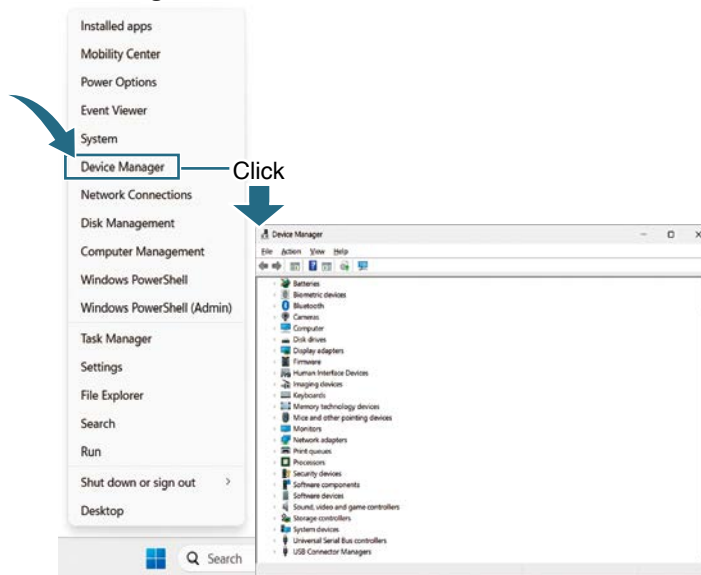 Installed apps
Mobility Center
Power Options
Event Viewer
System
Device Manager
Click
Network Connections
Disk Management
Computer Management
Windows PowerShell
Windows PowerShell (Admin)
Task Manager
Settings
File Explorer
Search
Run
Shut down or sign out
Desktop
Search
Device Manager
File Action View Help
Batteries
Biometric devices
Bluetooth
Cameras
Computer
Disk drives
Display adapters
Firmware
Human Interface Devices
Imaging devices
Keyboards
Memory technology devices
Mice and other pointing devices
Monitors
Network adapters
Print queues
Processors
Security devices
Software components
Software devices
Sound, video and game controllers
Storage controllers
System devices
Universal Serial Bus controllers
USB Connector Managers